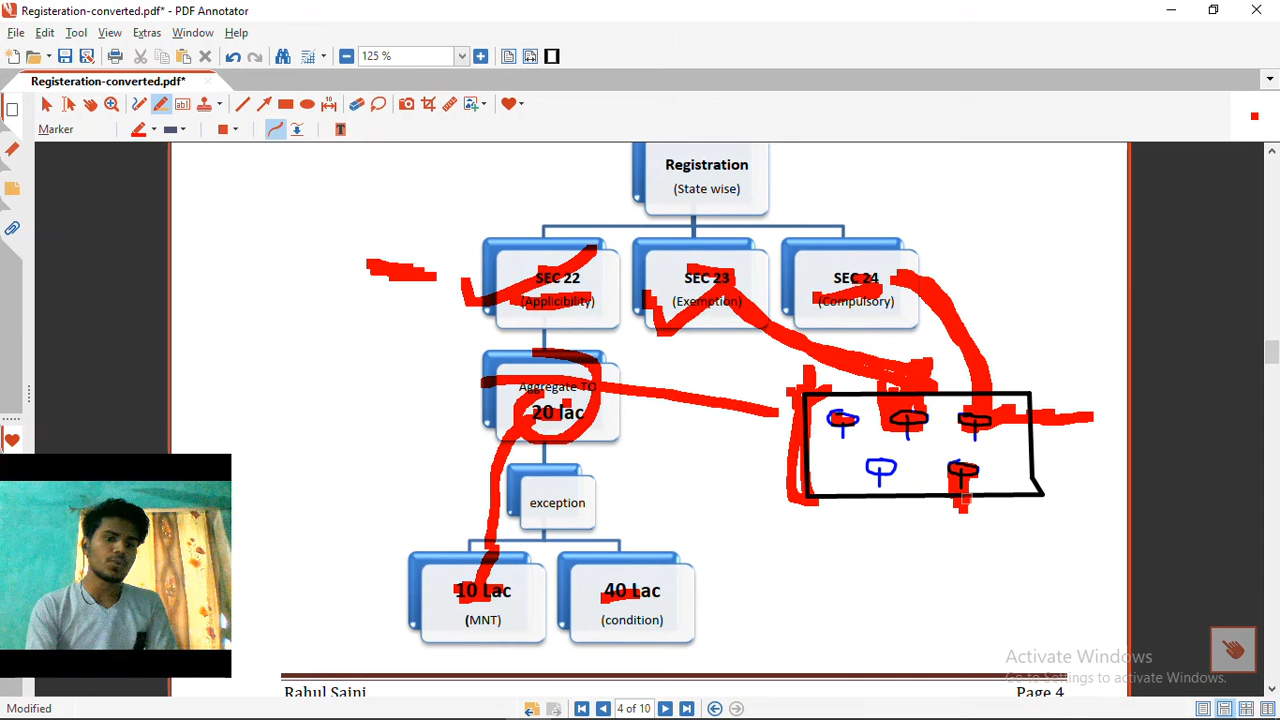 Registeration-converted.pdf* - PDF Annotator
File Edit Tool Document Extras Window Help
125 %
Registeration-converted.pdf*
Marker
Registration
(State wise)
SEC 22
(Applicibility)
SEC 23
(Exemption)
SEC 24
(Compulsory)
Aggregate TO
20 lac
exception
10 Lac
(MNT)
40 Lac
(condition)
Activate Windows
Go to Settings to activate Windows.
Rahul Saini
Page 4
Modified
4 of 10